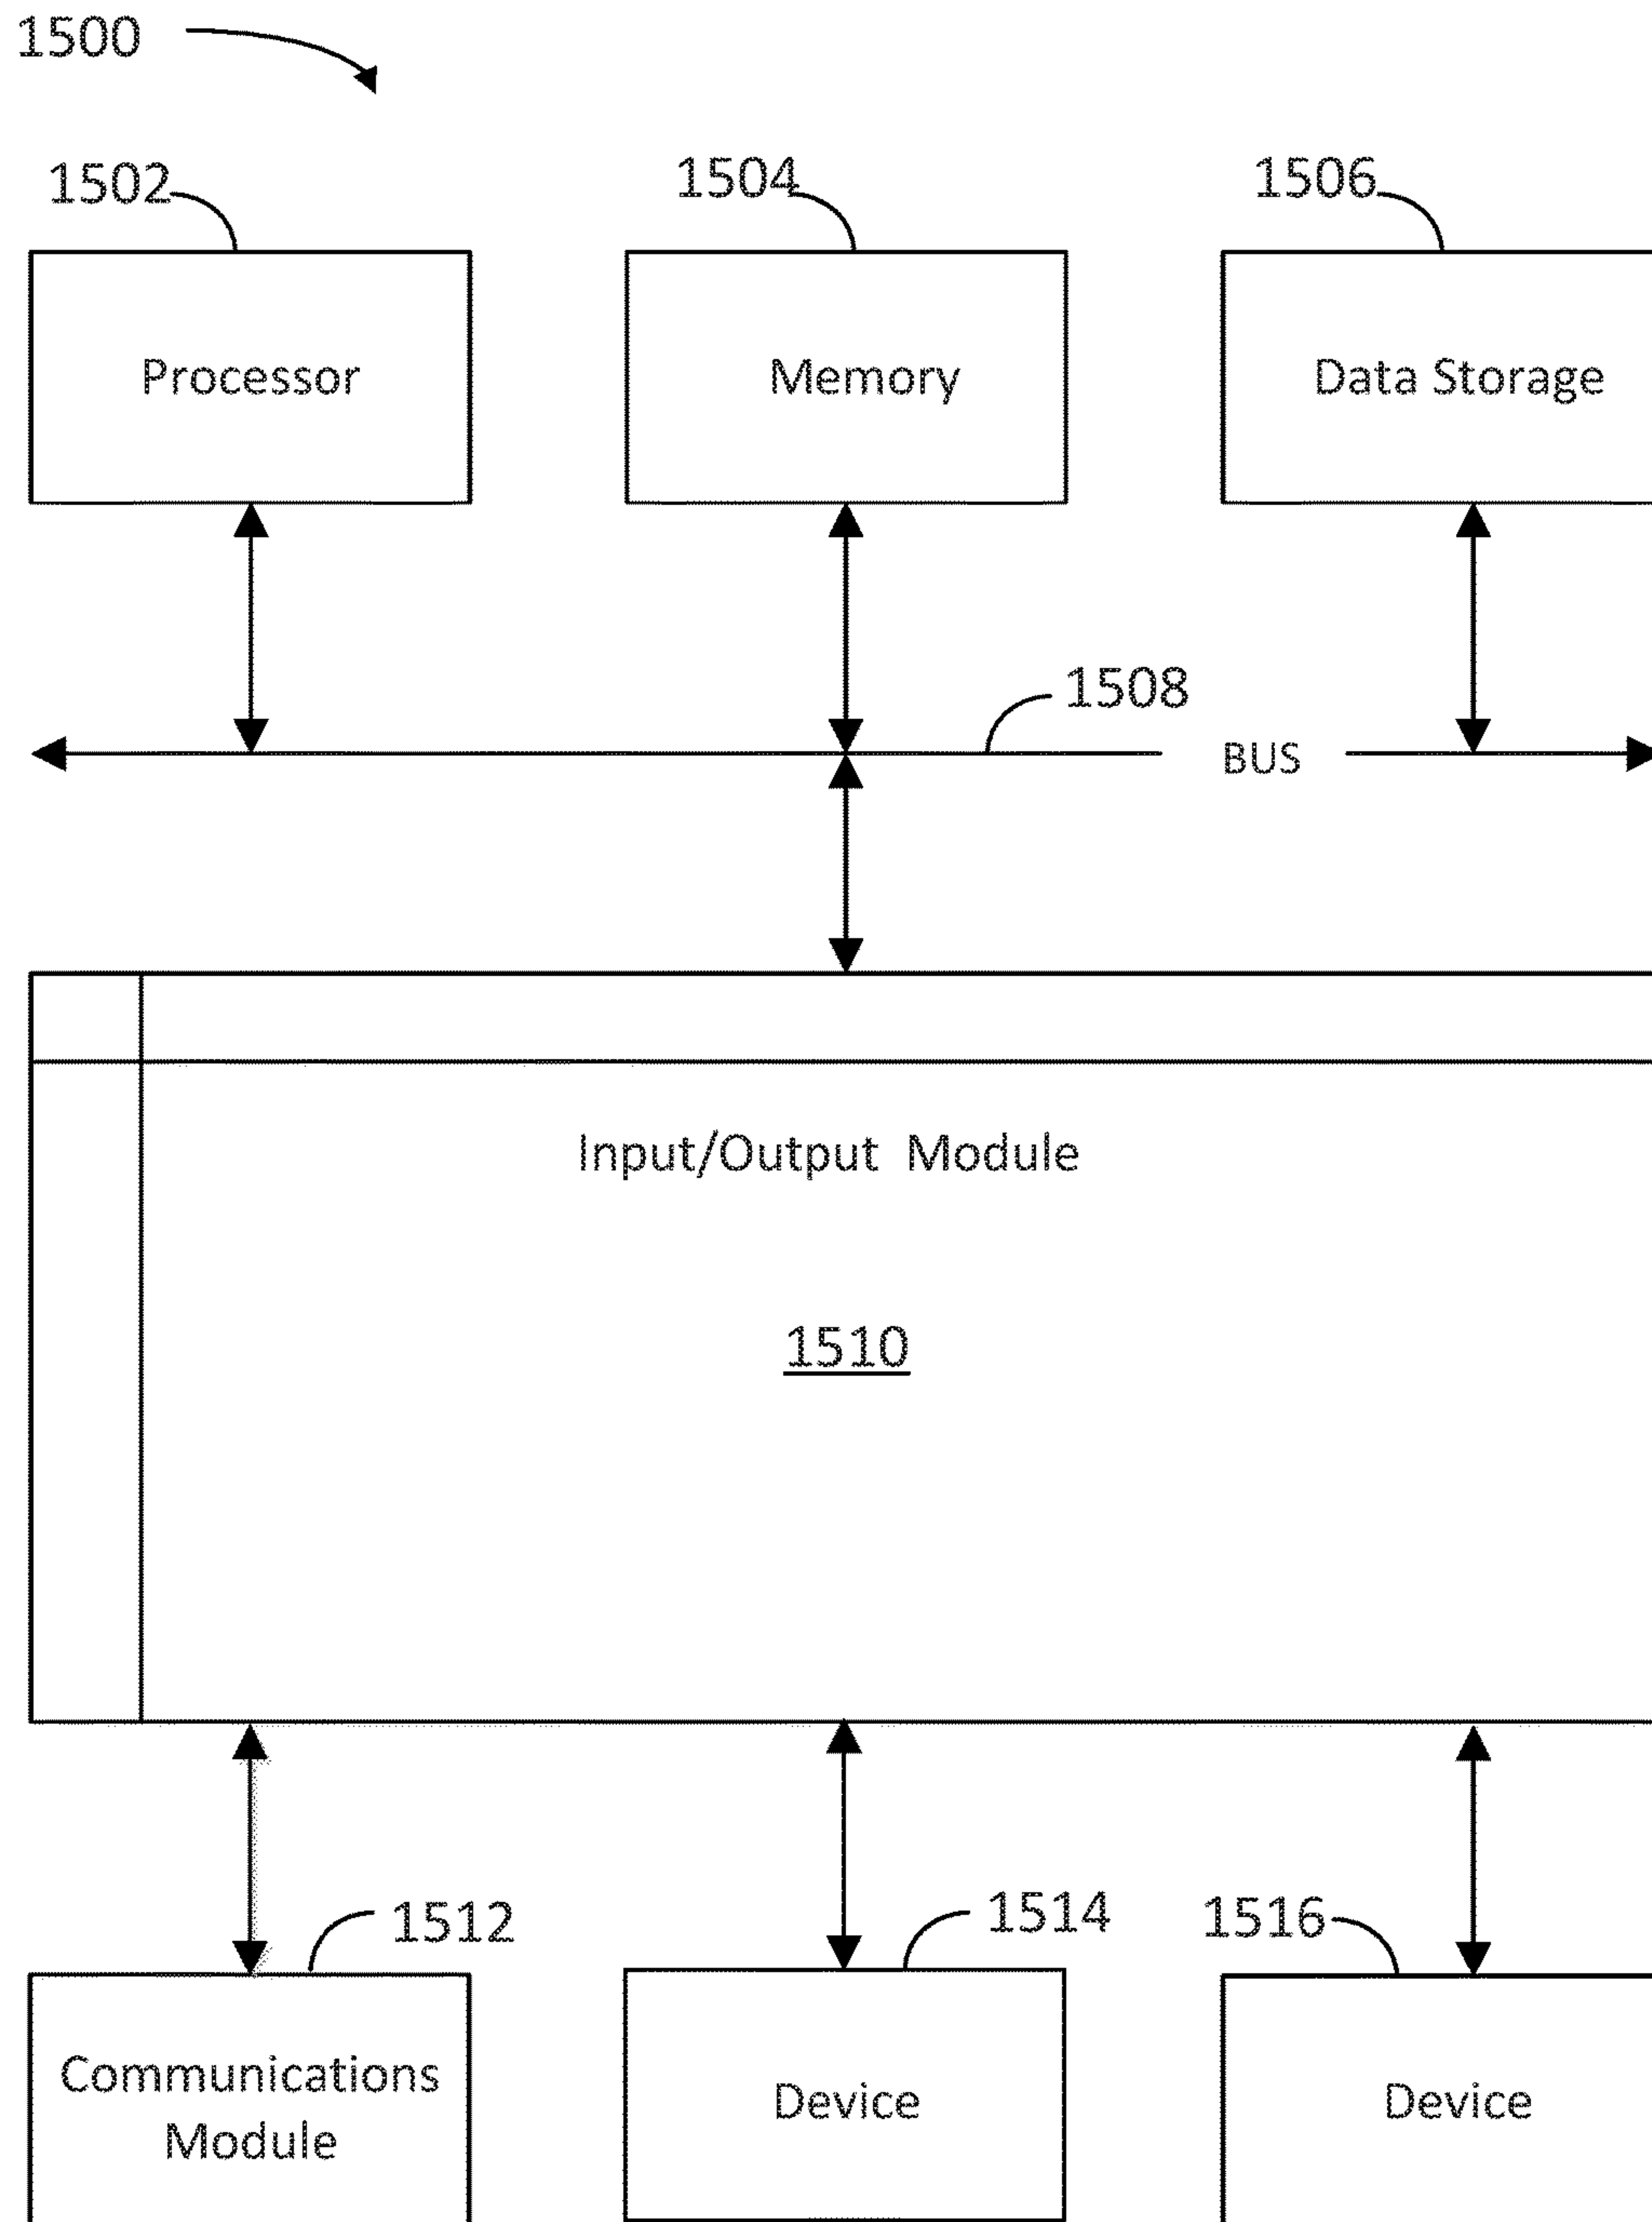 1500
1502
1504
1506
Processor
Memory
Data Storage
1508
BUS
Input/Output Module
1510
1512
1514
1516
Communications
Module
Device
Device